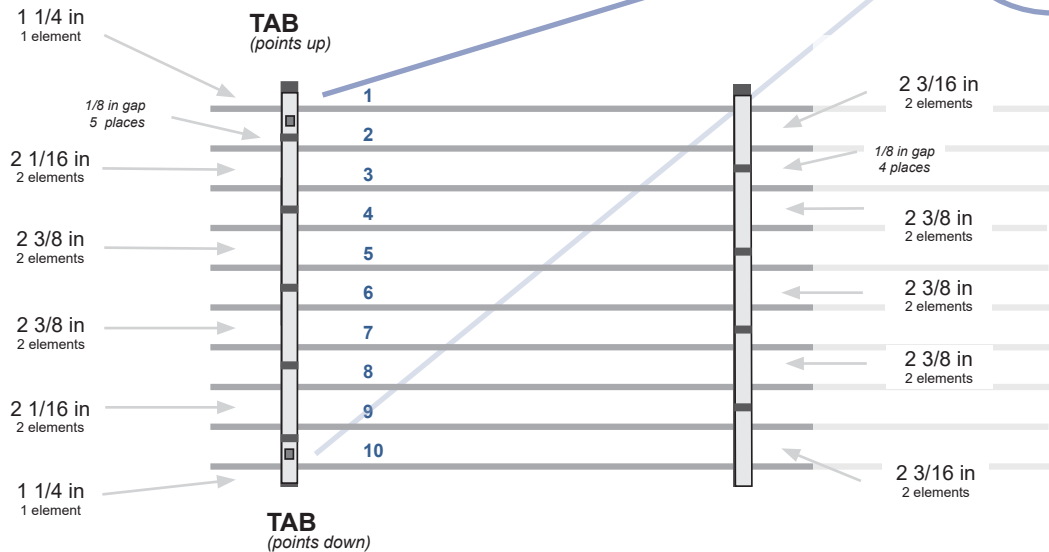 1 1/4 in
1 element
TAB
(points up)
1/8 in gap
5 places
2 1/16 in
2 elements
2 3/8 in
2 elements
2 3/8 in
2 elements
2 1/16 in
2 elements
1 1/4 in
1 element
1
2
3
4
5
6
7
8
9
10
TAB
(points down)
2 3/16 in
2 elements
1/8 in gap
4 places
2 3/8 in
2 elements
2 3/8 in
2 elements
2 3/8 in
2 elements
2 3/16 in
2 elements